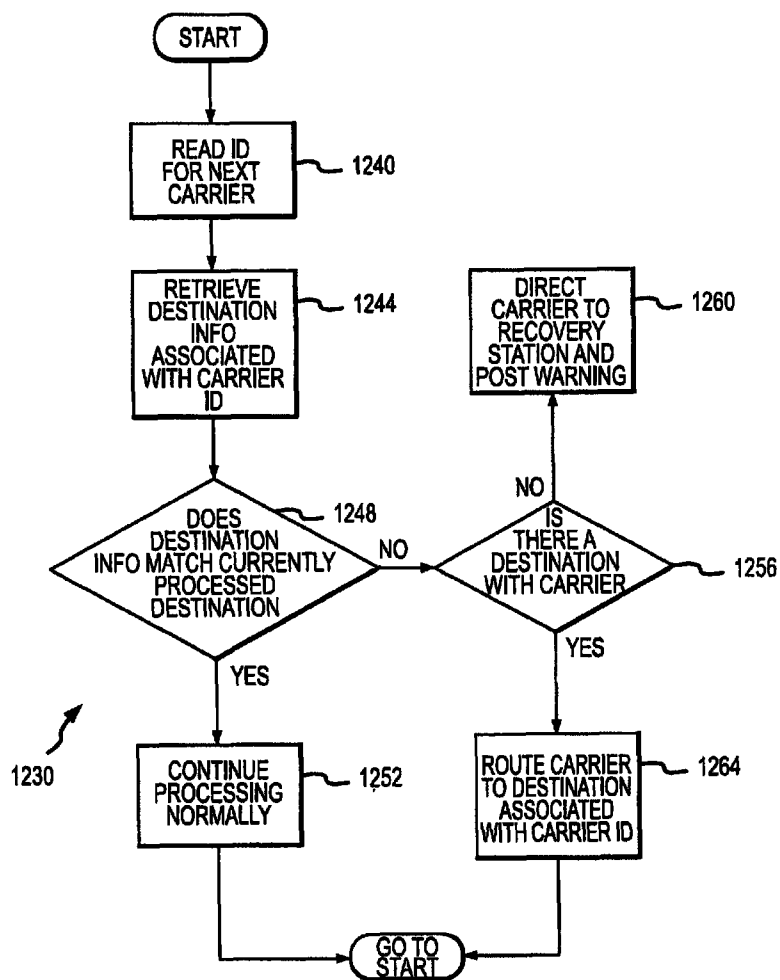 START
READ ID
FOR NEXT
CARRIER
1240
RETRIEVE
DESTINATION
INFO
ASSOCIATED
WITH CARRIER
ID
1244
DIRECT
CARRIER TO
RECOVERY
STATION AND
POST WARNING
1260
DOES
DESTINATION
INFO MATCH CURRENTLY
PROCESSED
DESTINATION
1248
NO
NO
IS
THERE A
DESTINATION
WITH CARRIER
1256
YES
YES
1230
CONTINUE
PROCESSING
NORMALLY
1252
ROUTE CARRIER
TO DESTINATION
ASSOCIATED
WITH CARRIER ID
1264
GO TO
START